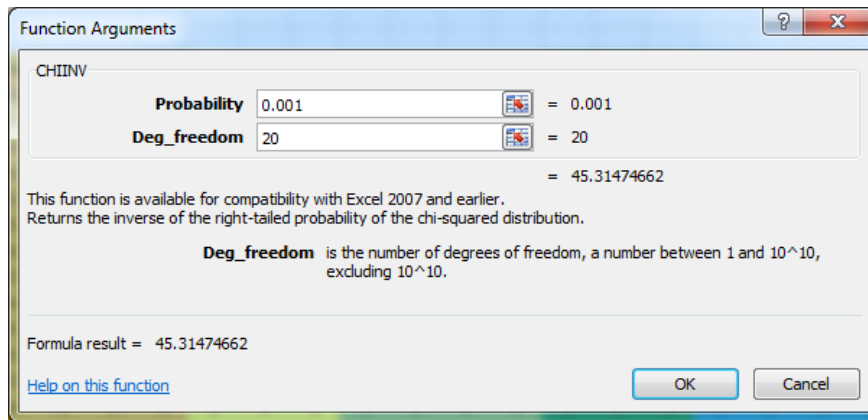 Function Arguments
CHIINV
Probability 0.001 = 0.001
Deg_freedom 20 = 20
= 45.31474662
This function is available for compatibility with Excel 2007 and earlier.
Returns the inverse of the right-tailed probability of the chi-squared distribution.
Deg_freedom is the number of degrees of freedom, a number between 1 and 10^10,
excluding 10^10.
Formula result = 45.31474662
Help on this function
OK Cancel